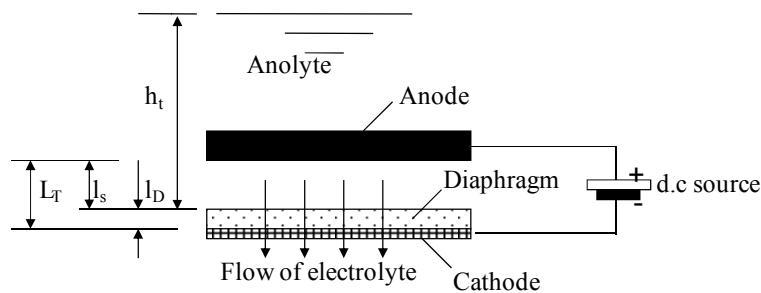 Anolyte
h_t
Anode
L_T
l_s
l_D
Diaphragm
+
d.c source
-
Flow of electrolyte
Cathode